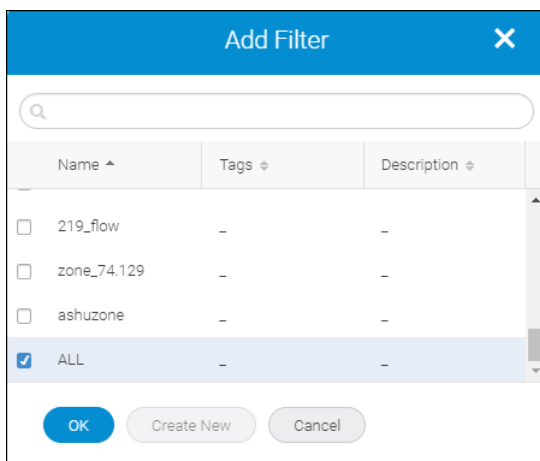 Add Filter
Name Tags Description
219_flow _ _
zone_74.129 _ _
ashuzone _ _
ALL _ _
OK Create New Cancel